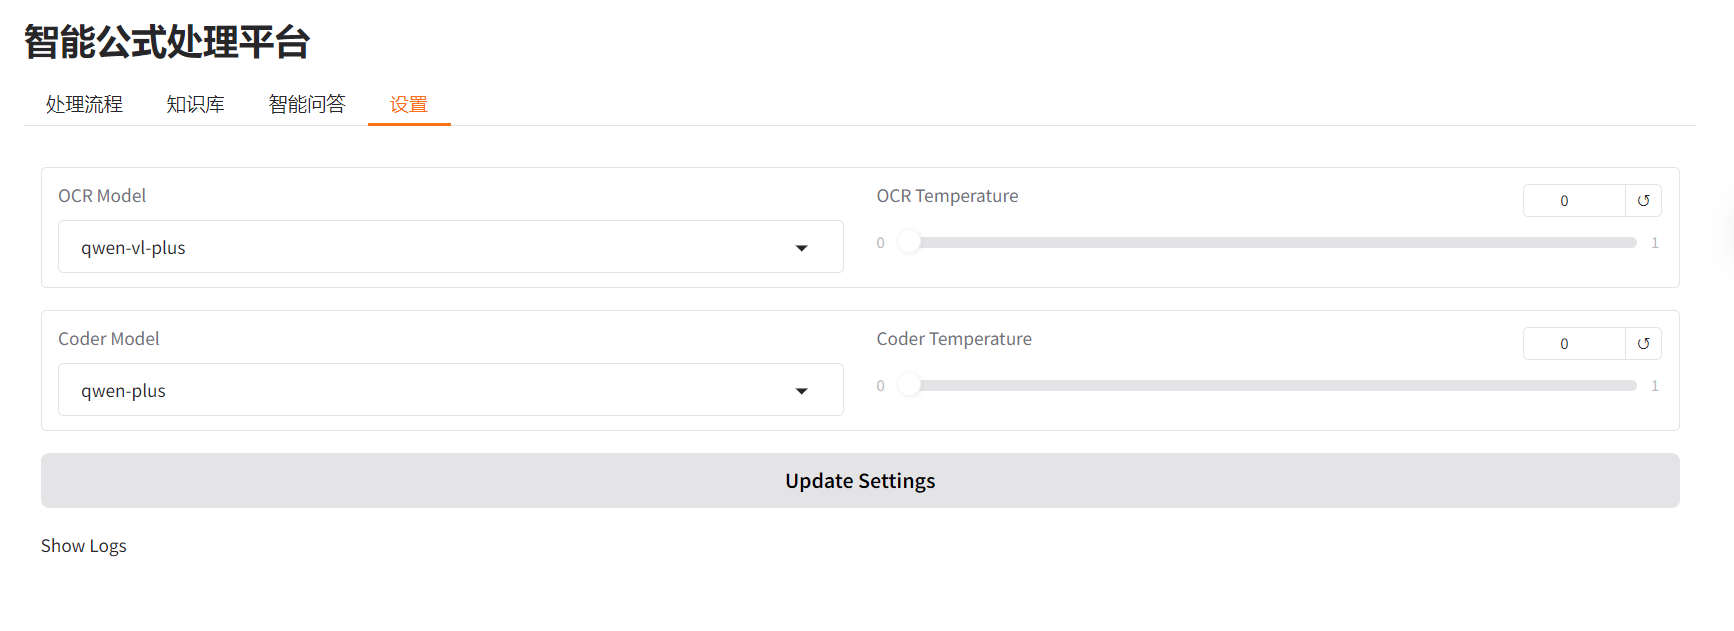 智能公式处理平台
处理流程 知识库 智能问答 设置
OCR Model
qwen-vl-plus
OCR Temperature
0 ↺
0 1
Coder Model
qwen-plus
Coder Temperature
0 ↺
0 1
Update Settings
Show Logs